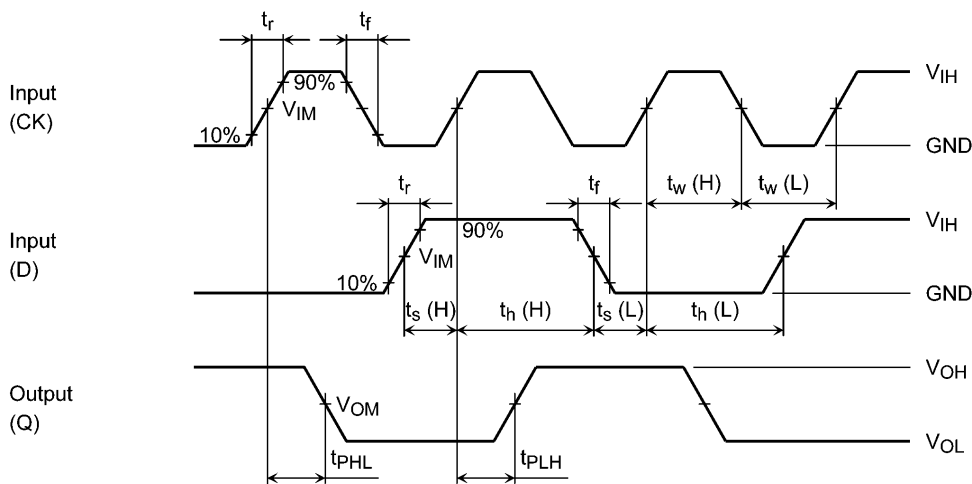 tr tf
Input
(CK)
10%
90%
VIM
VIH
GND
tr tf
tw (H) tw (L)
Input
(D)
10%
90%
VIM
VIH
GND
ts (H) th (H) ts (L) th (L)
Output
(Q)
VOM
VOH
VOL
tPHL tPLH